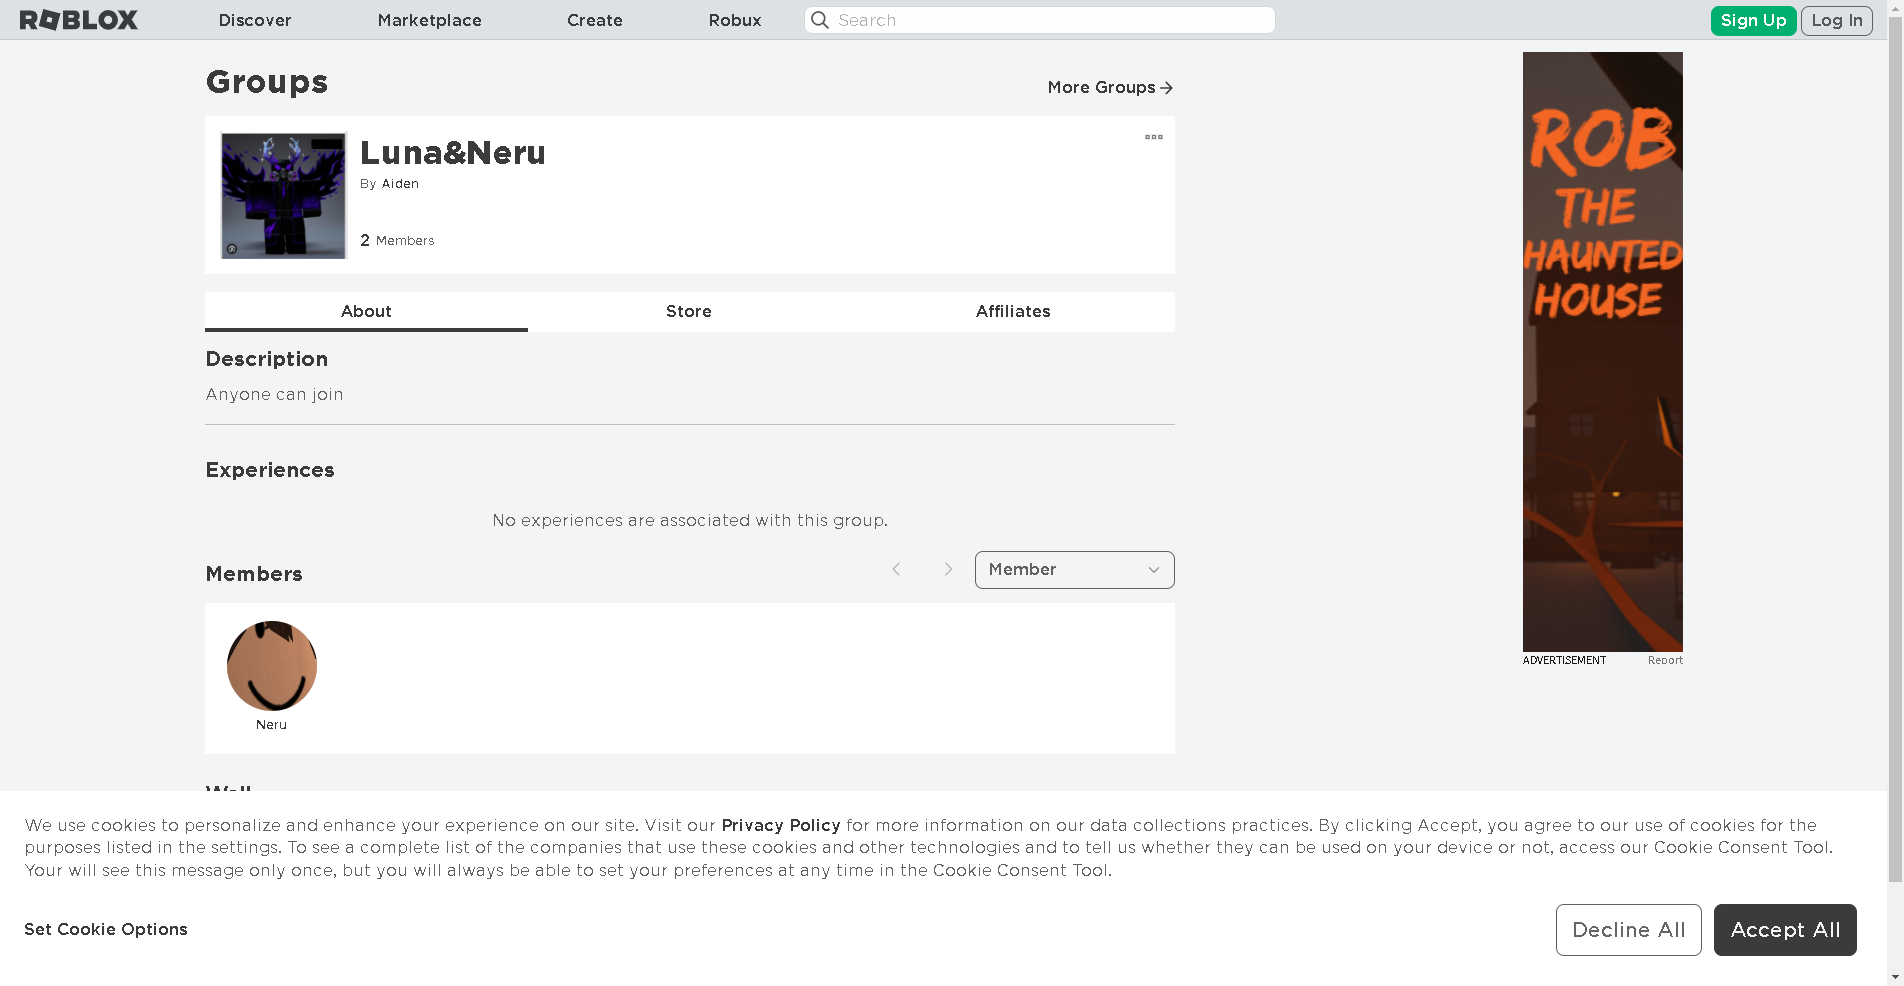 ROBLOX
Discover
Marketplace
Create
Robux
Search
Sign Up
Log In
Groups
More Groups
Luna&Neru
By Aiden
2 Members
About
Store
Affiliates
Description
Anyone can join
Experiences
No experiences are associated with this group.
Members
Member
Neru
Wall
ROB
THE
HAUNTED
HOUSE
ADVERTISEMENT
Report
We use cookies to personalize and enhance your experience on our site. Visit our Privacy Policy for more information on our data collections practices. By clicking Accept, you agree to our use of cookies for the
purposes listed in the settings. To see a complete list of the companies that use these cookies and other technologies and to tell us whether they can be used on your device or not, access our Cookie Consent Tool.
Your will see this message only once, but you will always be able to set your preferences at any time in the Cookie Consent Tool.
Set Cookie Options
Decline All
Accept All